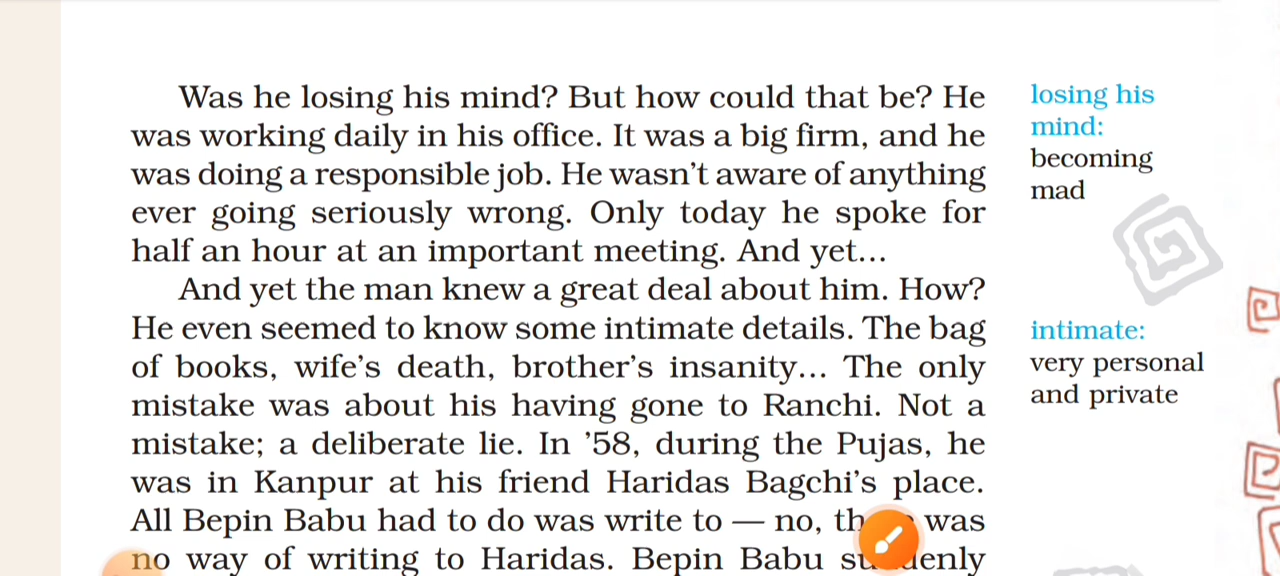 Was he losing his mind? But how could that be? He
was working daily in his office. It was a big firm, and he
was doing a responsible job. He wasn't aware of anything
ever going seriously wrong. Only today he spoke for
half an hour at an important meeting. And yet...
And yet the man knew a great deal about him. How?
He even seemed to know some intimate details. The bag
of books, wife's death, brother's insanity... The only
mistake was about his having gone to Ranchi. Not a
mistake; a deliberate lie. In '58, during the Pujas, he
was in Kanpur at his friend Haridas Bagchi's place.
All Bepin Babu had to do was write to — no, was
no way of writing to Haridas. Bepin Babu
losing his
mind:
becoming
mad
intimate:
very personal
and private